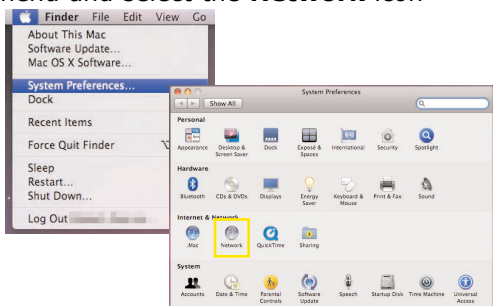 menu and select the Network icon
Finder File Edit View Go
About This Mac
Software Update...
Mac OS X Software...
System Preferences...
Dock
Recent Items
Force Quit Finder
Sleep
Restart...
Shut Down...
Log Out
System Preferences
Show All
Personal
Appearance
Desktop & Screen Saver
Dock
Exposé & Spaces
International
Security
Spotlight
Hardware
Bluetooth
CDs & DVDs
Displays
Energy Saver
Keyboard & Mouse
Print & Fax
Sound
Internet & Network
.Mac
Network
QuickTime
Sharing
System
Accounts
Date & Time
Parental Controls
Software Update
Speech
Startup Disk
Time Machine
Universal Access